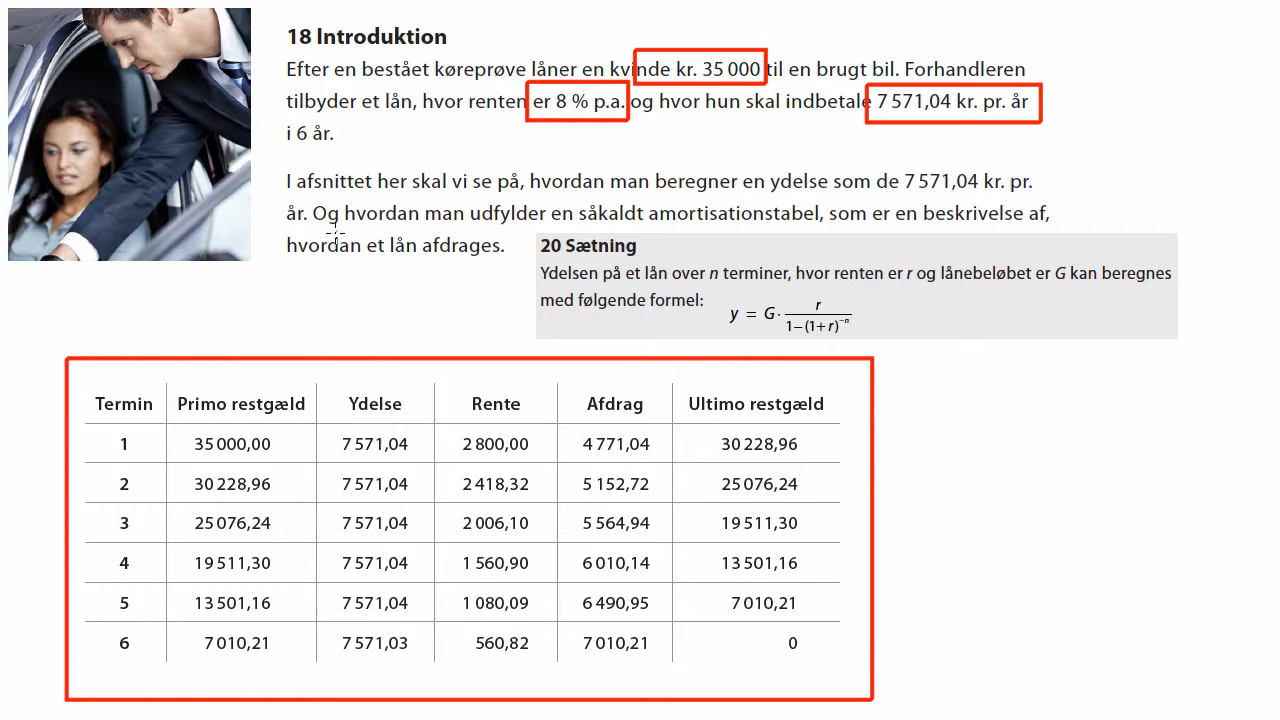 18 Introduktion
Efter en bestået køreprøve låner en kvinde kr. 35 000 til en brugt bil. Forhandleren
tilbyder et lån, hvor renten er 8 % p.a. og hvor hun skal indbetale 7 571,04 kr. pr. år
i 6 år.
I afsnittet her skal vi se på, hvordan man beregner en ydelse som de 7 571,04 kr. pr.
år. Og hvordan man udfylder en såkaldt amortisationstabel, som er en beskrivelse af,
hvordan et lån afdrages.
20 Sætning
Ydelsen på et lån over n terminer, hvor renten er r og lånebeløbet er G kan beregnes
med følgende formel:
y = G · r / 1–(1+r)^–n
Termin Primo restgæld Ydelse Rente Afdrag Ultimo restgæld
1 35 000,00 7 571,04 2 800,00 4 771,04 30 228,96
2 30 228,96 7 571,04 2 418,32 5 152,72 25 076,24
3 25 076,24 7 571,04 2 006,10 5 564,94 19 511,30
4 19 511,30 7 571,04 1 560,90 6 010,14 13 501,16
5 13 501,16 7 571,04 1 080,09 6 490,95 7 010,21
6 7 010,21 7 571,03 560,82 7 010,21 0